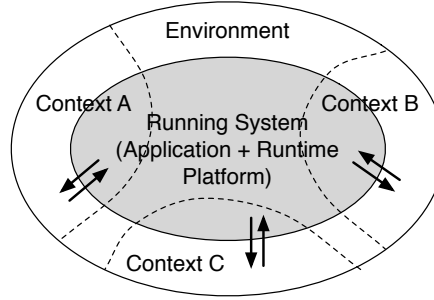 Environment
Context A
Context B
Running System
(Application + Runtime
Platform)
Context C